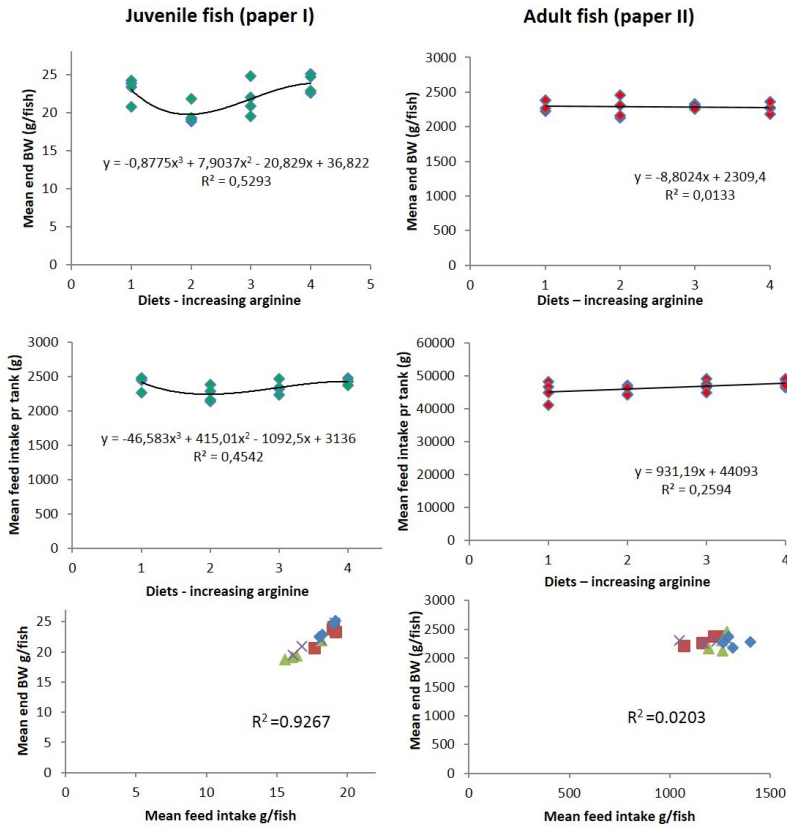 Juvenile fish (paper I)
Adult fish (paper II)
Mean end BW (g/fish)
25
20
15
10
5
0
y = -0,8775x³ + 7,9037x² - 20,829x + 36,822
R² = 0,5293
0 1 2 3 4 5
Diets - increasing arginine
Mena end BW (g/fish)
3000
2500
2000
1500
1000
500
0
y = -8,8024x + 2309,4
R² = 0,0133
0 1 2 3 4
Diets – increasing arginine
Mean feed intake pr tank (g)
3000
2500
2000
1500
1000
500
0
y = -46,583x³ + 415,01x² - 1092,5x + 3136
R² = 0,4542
0 1 2 3 4
Diets - increasing arginine
Mean feed intake pr tank (g)
60000
50000
40000
30000
20000
10000
0
y = 931,19x + 44093
R² = 0,2594
0 1 2 3 4
Diets – increasing arginine
Mean end BW g/fish
25
20
15
10
5
0
R² =0.9267
0 5 10 15 20
Mean feed intake g/fish
Mean end BW (g/fish)
3000
2500
2000
1500
1000
500
0
R² =0.0203
0 500 1000 1500
Mean feed intake g/fish